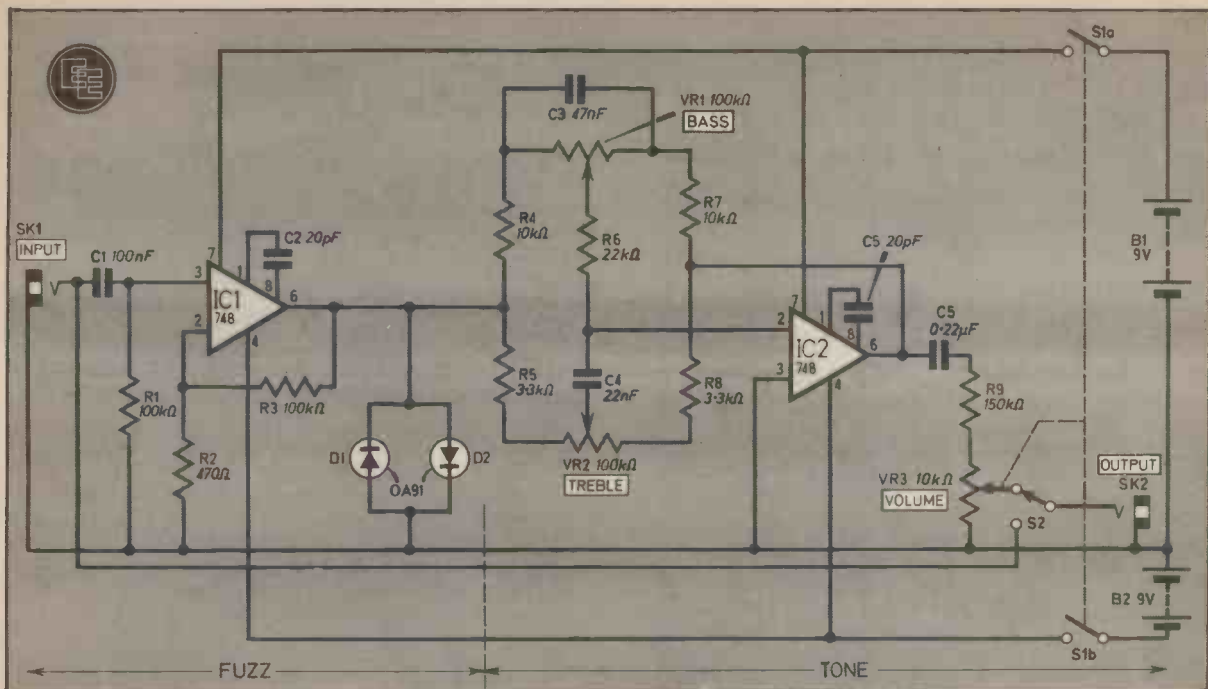 EE
S1a
C3 47nF
VR1 100kΩ
BASS
R4
10kΩ
R7
10kΩ
R6
22kΩ
SK1
INPUT
C1 100nF
7
1
C2 20pF
8
3
2
6
4
IC1
748
R1
100kΩ
R2
470Ω
R3 100kΩ
D1
D2
OA91
R5
3·3kΩ
C4
22nF
R8
3·3kΩ
VR2 100kΩ
TREBLE
C5 20pF
7
1
8
2
3
6
4
IC2
748
C5
0·22µF
R9
150kΩ
VR3 10kΩ
VOLUME
S2
OUTPUT
SK2
B1
9V
B2 9V
S1b
FUZZ
TONE